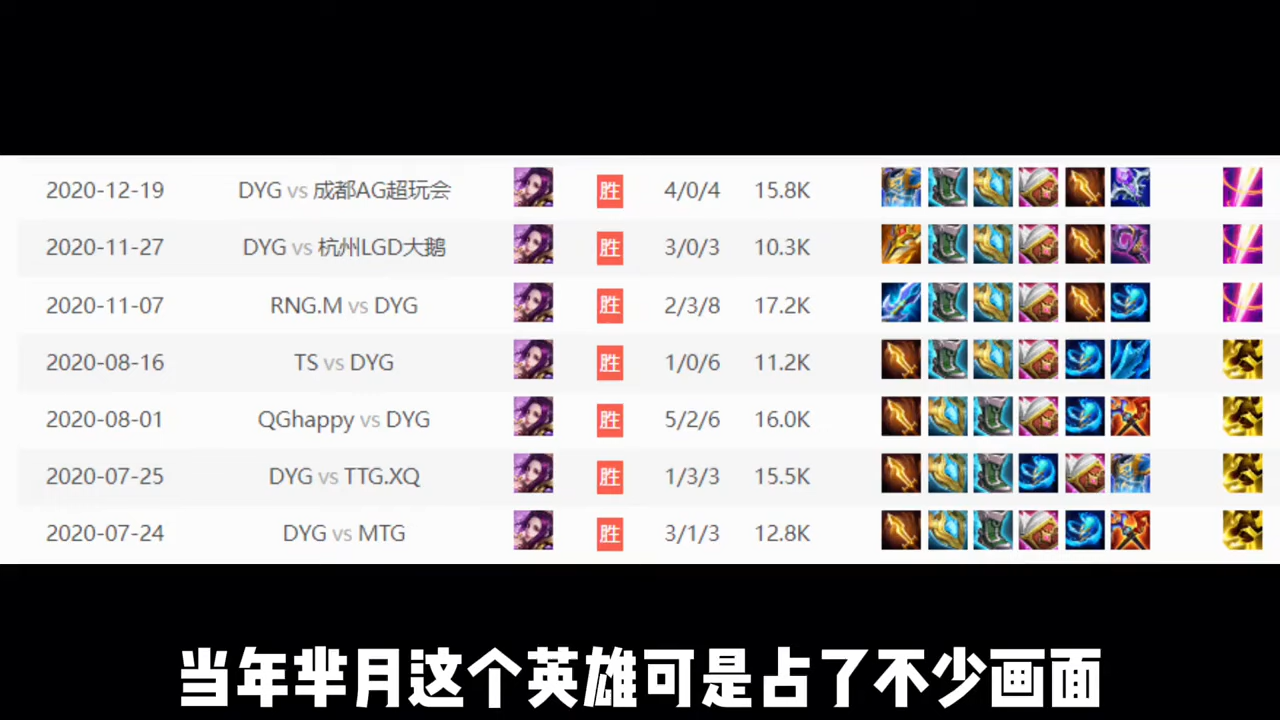 2020-12-19 DYG vs 成都AG超玩会 胜 4/0/4 15.8K
2020-11-27 DYG vs 杭州LGD大鹅 胜 3/0/3 10.3K
2020-11-07 RNG.M vs DYG 胜 2/3/8 17.2K
2020-08-16 TS vs DYG 胜 1/0/6 11.2K
2020-08-01 QGhappy vs DYG 胜 5/2/6 16.0K
2020-07-25 DYG vs TTG.XQ 胜 1/3/3 15.5K
2020-07-24 DYG vs MTG 胜 3/1/3 12.8K
当年芈月这个英雄可是占了不少画面